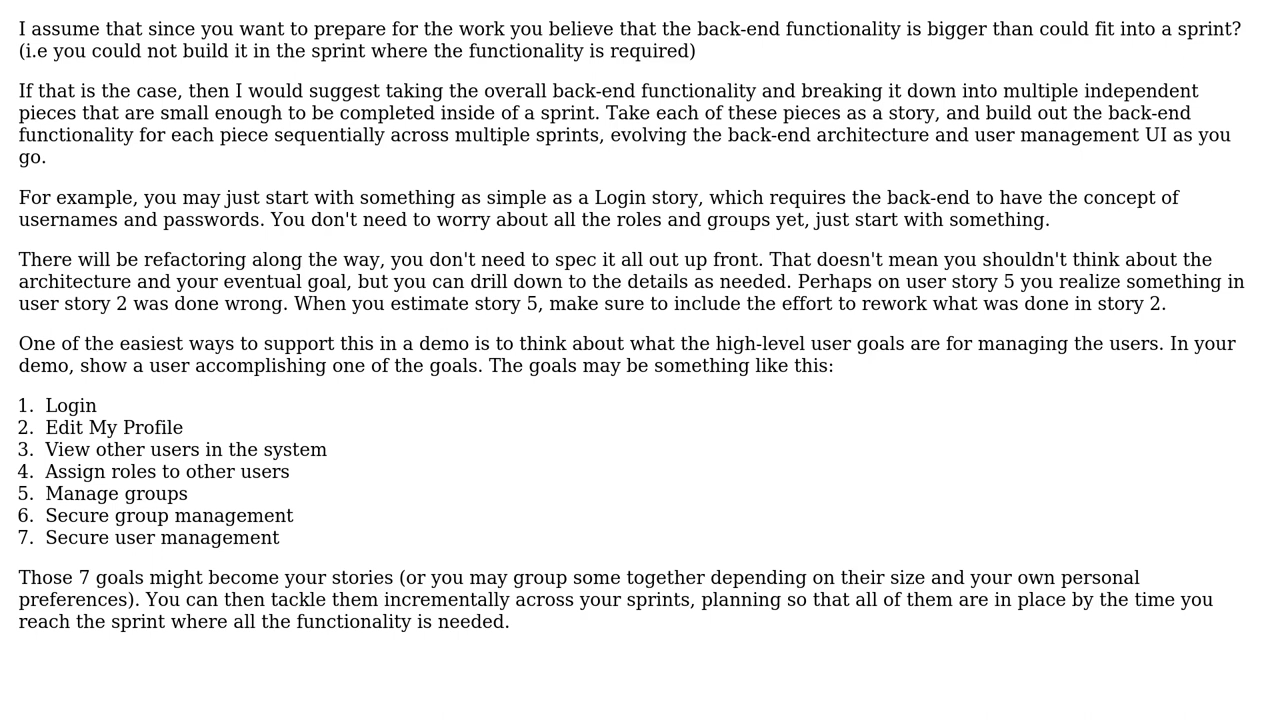 I assume that since you want to prepare for the work you believe that the back-end functionality is bigger than could fit into a sprint?
(i.e you could not build it in the sprint where the functionality is required)
If that is the case, then I would suggest taking the overall back-end functionality and breaking it down into multiple independent
pieces that are small enough to be completed inside of a sprint. Take each of these pieces as a story, and build out the back-end
functionality for each piece sequentially across multiple sprints, evolving the back-end architecture and user management UI as you
go.
For example, you may just start with something as simple as a Login story, which requires the back-end to have the concept of
usernames and passwords. You don't need to worry about all the roles and groups yet, just start with something.
There will be refactoring along the way, you don't need to spec it all out up front. That doesn't mean you shouldn't think about the
architecture and your eventual goal, but you can drill down to the details as needed. Perhaps on user story 5 you realize something in
user story 2 was done wrong. When you estimate story 5, make sure to include the effort to rework what was done in story 2.
One of the easiest ways to support this in a demo is to think about what the high-level user goals are for managing the users. In your
demo, show a user accomplishing one of the goals. The goals may be something like this:
1. Login
2. Edit My Profile
3. View other users in the system
4. Assign roles to other users
5. Manage groups
6. Secure group management
7. Secure user management
Those 7 goals might become your stories (or you may group some together depending on their size and your own personal
preferences). You can then tackle them incrementally across your sprints, planning so that all of them are in place by the time you
reach the sprint where all the functionality is needed.